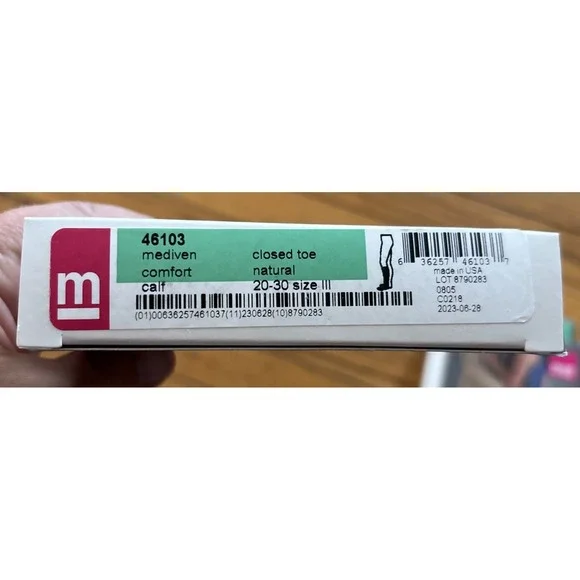 m
46103
mediven closed toe
comfort natural
calf 20-30 size III
(01)00636257461037(11)230628(10)8790283
6 36257 46103 7
made in USA
LOT 8790283
0805
C0218
2023-06-28